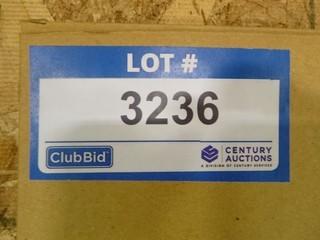 LOT #
3236
ClubBid
CENTURY
AUCTIONS
A DIVISION OF CENTURY SERVICES